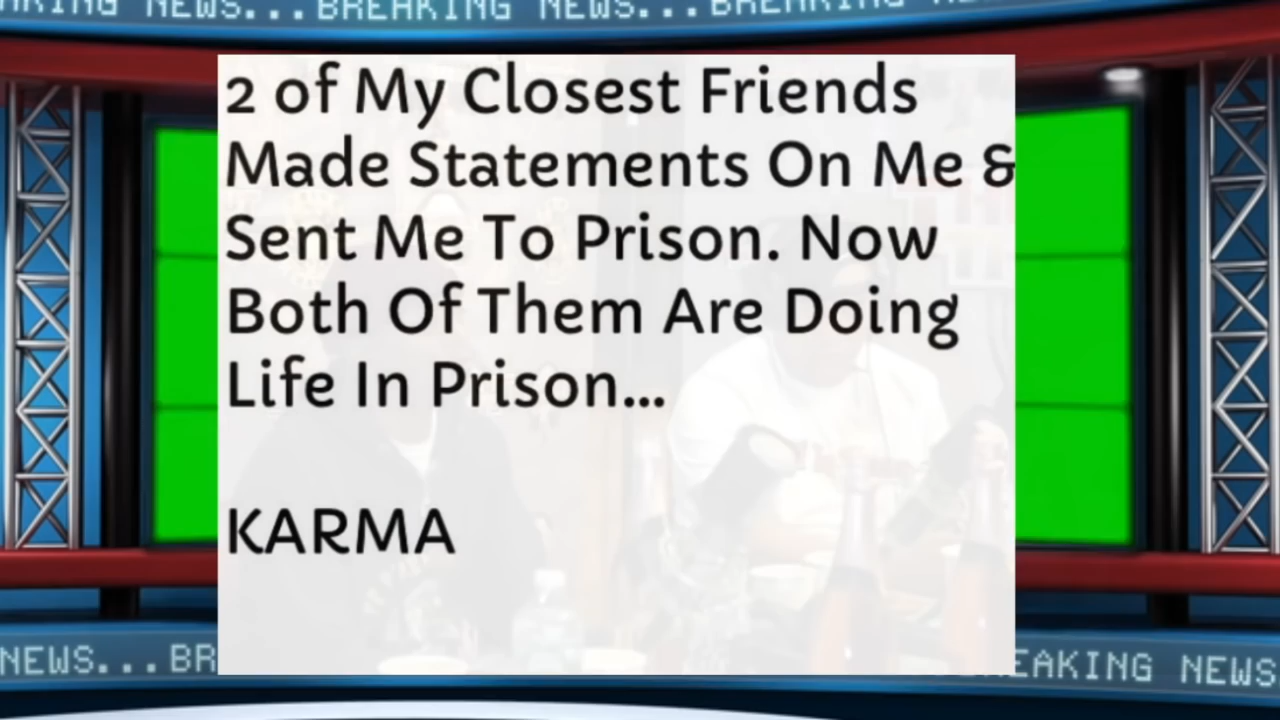 AKING NEWS...BREAKING NEWS...BREAKING
2 of My Closest Friends
Made Statements On Me &
Sent Me To Prison. Now
Both Of Them Are Doing
Life In Prison...
KARMA
NEWS...BR
EAKING NEWS